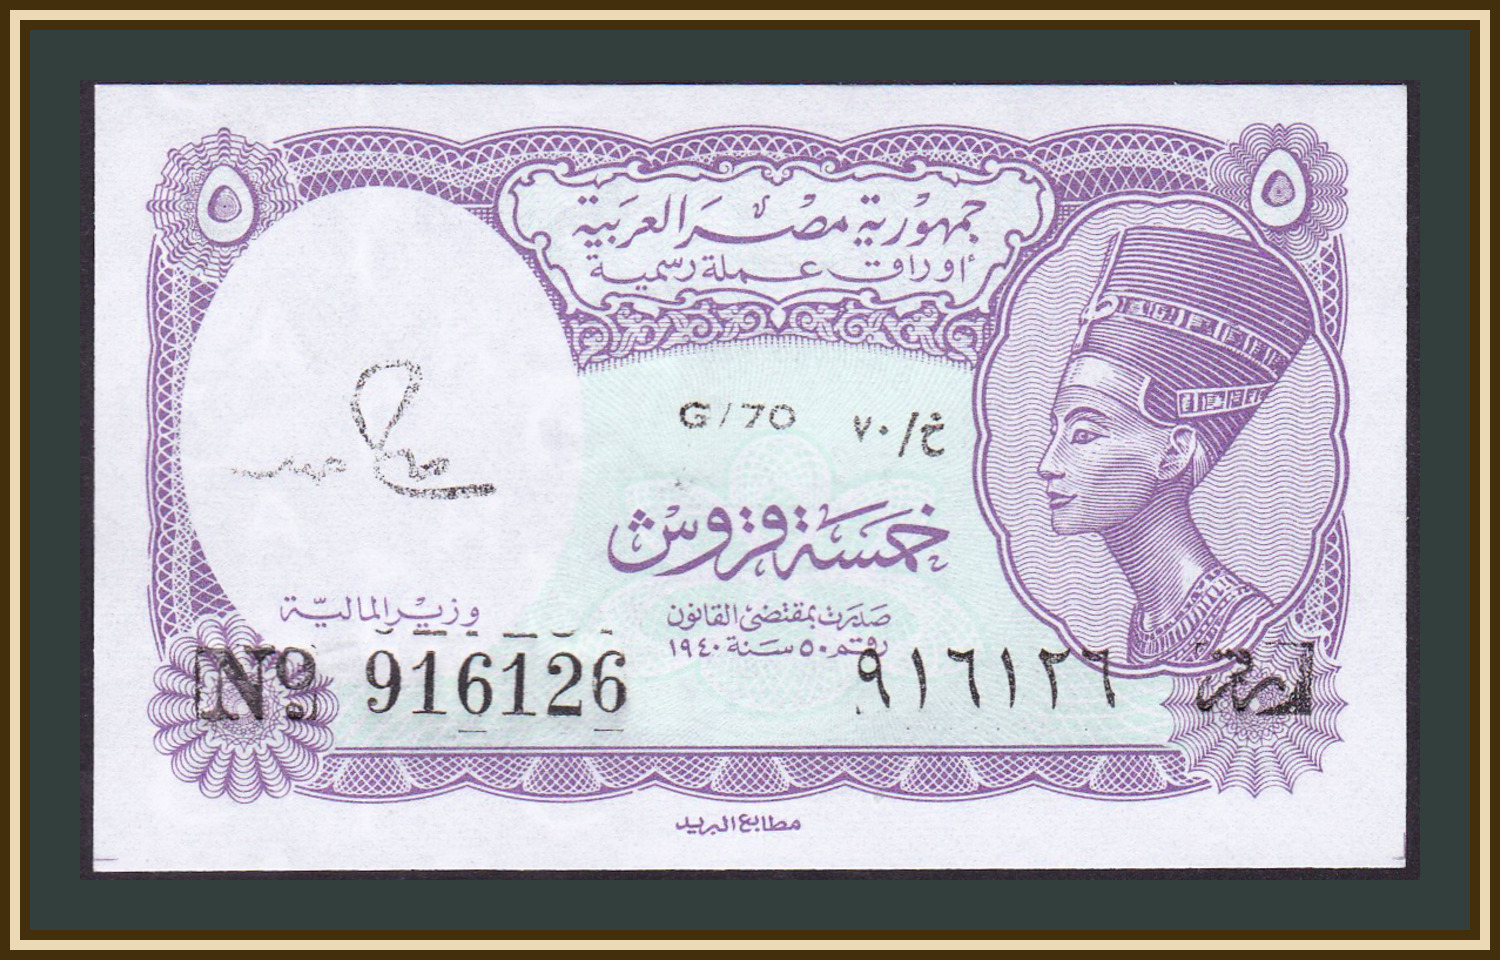 ٥
٥
جمهورية مصر العربية
أوراق عملة رسمية
G/70 ٧٠/خ
خمسة قروش
وزير المالية
صدرت بمقتضى القانون
رقم ٥٠ سنة ١٩٤٠
Nº 916126 ٩١٦١٢٦ نمرة
مطابع البريد